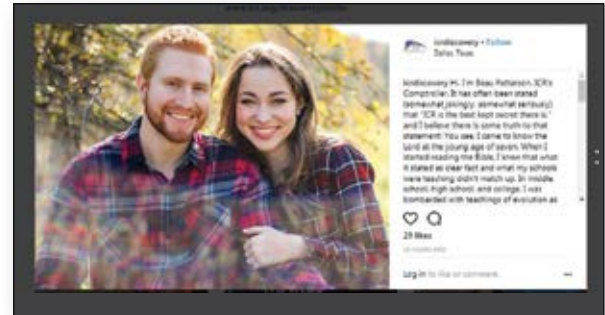 icrdiscovery • Follow
Dallas, Texas
icrdiscovery Hi, I'm Beau Patterson, ICR's
Comptroller. It has often been stated
(somewhat jokingly, somewhat seriously)
that "ICR is the best kept secret there is,"
and I believe there is some truth to that
statement! You see, I came to know the
Lord at the young age of seven. When I
started reading the Bible, I knew that what
it stated as clear fact and what my schools
were teaching didn't match up. In middle
school, high school, and college, I was
bombarded with teachings of evolution as
29 likes
Log in to like or comment.